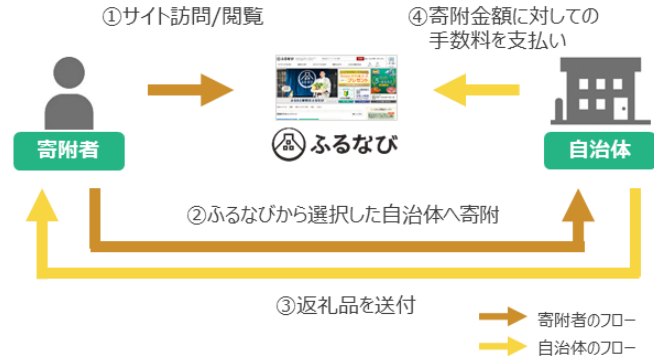 ①サイト訪問/閲覧
④寄附金額に対しての
手数料を支払い
ふるなび
寄附者
自治体
②ふるなびから選択した自治体へ寄附
③返礼品を送付
寄附者のフロー
自治体のフロー